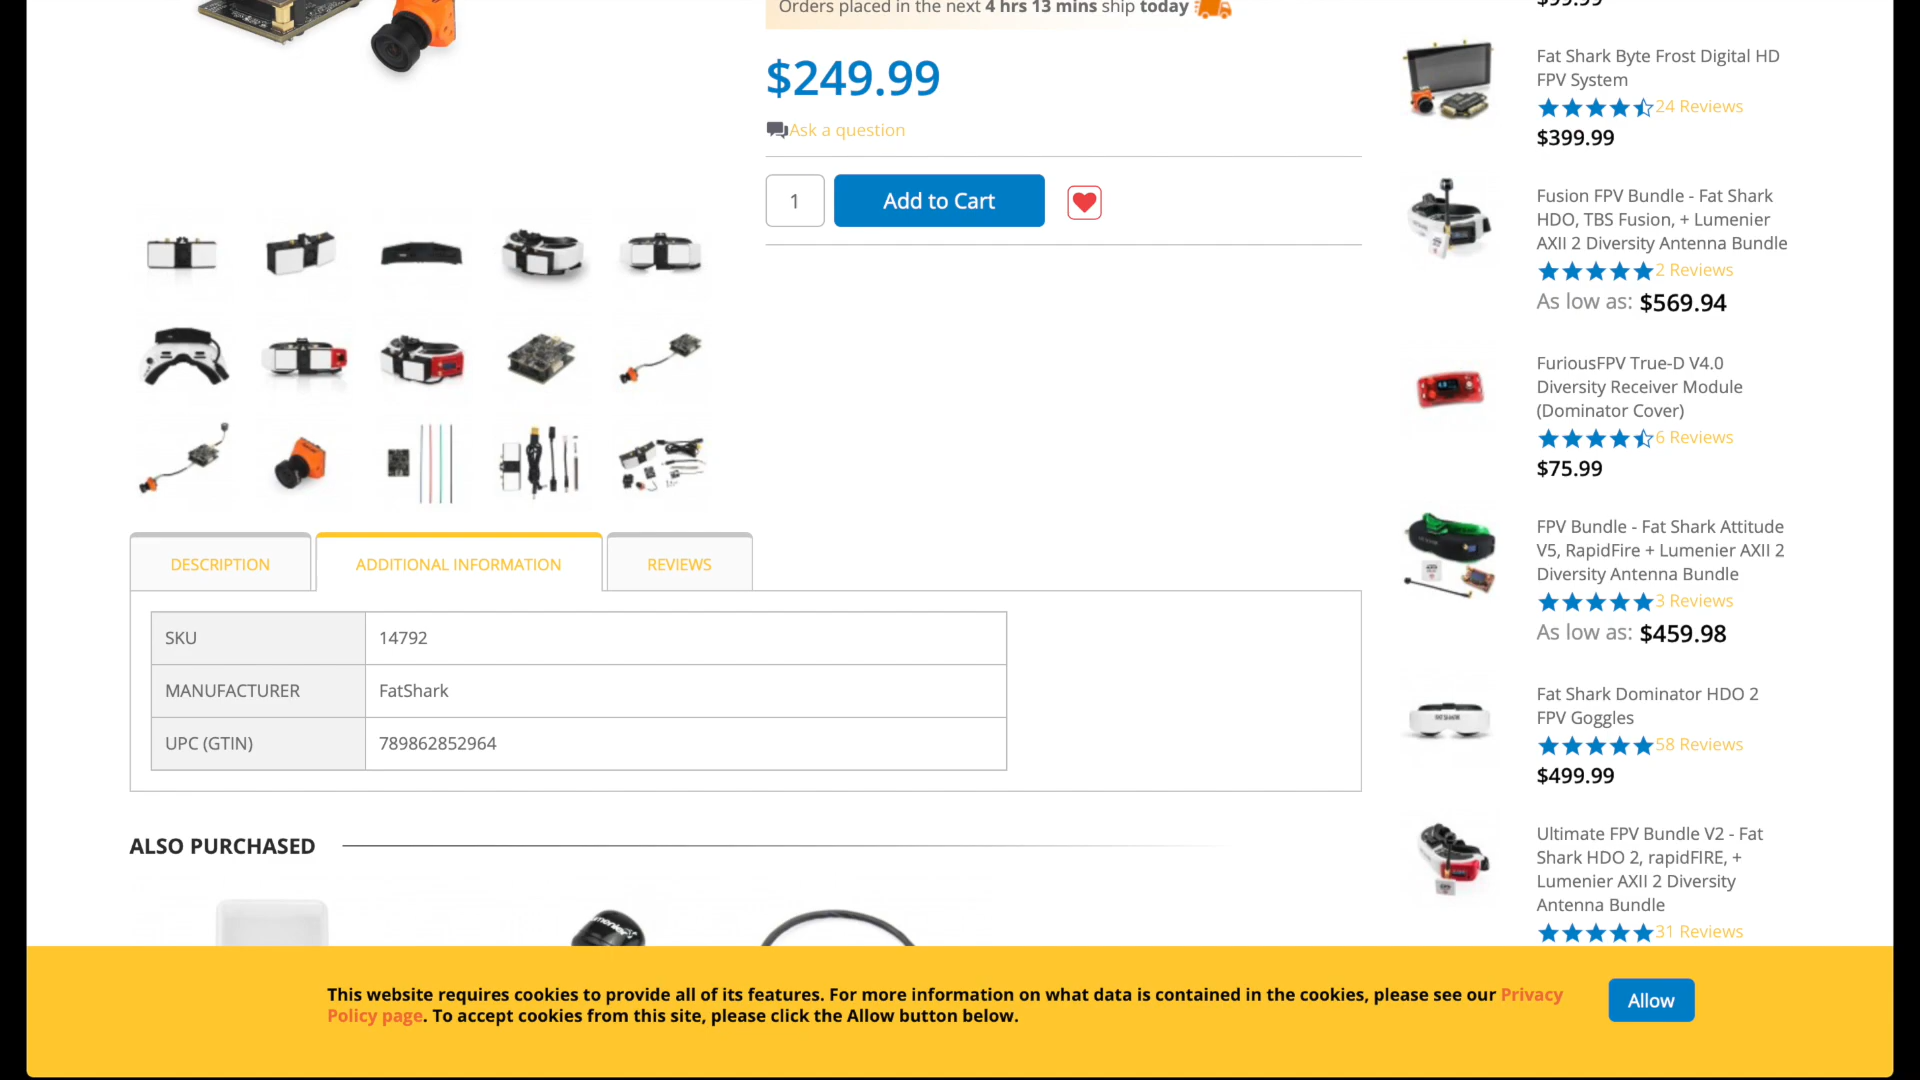 Orders placed in the next 4 hrs 13 mins ship today
$249.99
Ask a question
1
Add to Cart
DESCRIPTION
ADDITIONAL INFORMATION
REVIEWS
SKU 14792
MANUFACTURER FatShark
UPC (GTIN) 789862852964
ALSO PURCHASED
Fat Shark Byte Frost Digital HD
FPV System
24 Reviews
$399.99
Fusion FPV Bundle - Fat Shark
HDO, TBS Fusion, + Lumenier
AXII 2 Diversity Antenna Bundle
2 Reviews
As low as: $569.94
FuriousFPV True-D V4.0
Diversity Receiver Module
(Dominator Cover)
6 Reviews
$75.99
FPV Bundle - Fat Shark Attitude
V5, RapidFire + Lumenier AXII 2
Diversity Antenna Bundle
3 Reviews
As low as: $459.98
Fat Shark Dominator HDO 2
FPV Goggles
58 Reviews
$499.99
Ultimate FPV Bundle V2 - Fat
Shark HDO 2, rapidFIRE, +
Lumenier AXII 2 Diversity
Antenna Bundle
31 Reviews
This website requires cookies to provide all of its features. For more information on what data is contained in the cookies, please see our Privacy
Policy page. To accept cookies from this site, please click the Allow button below.
Allow